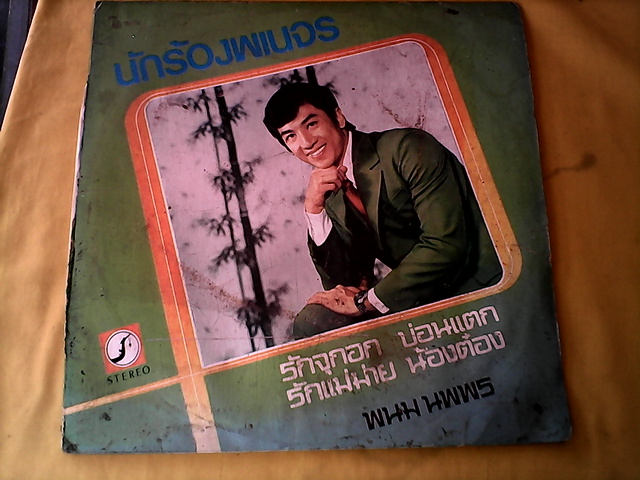 นักร้องพเนจร
รักจุกอก บ่อนแตก
รักแม่ม่าย น้องต้อง
พนม นพพร
STEREO